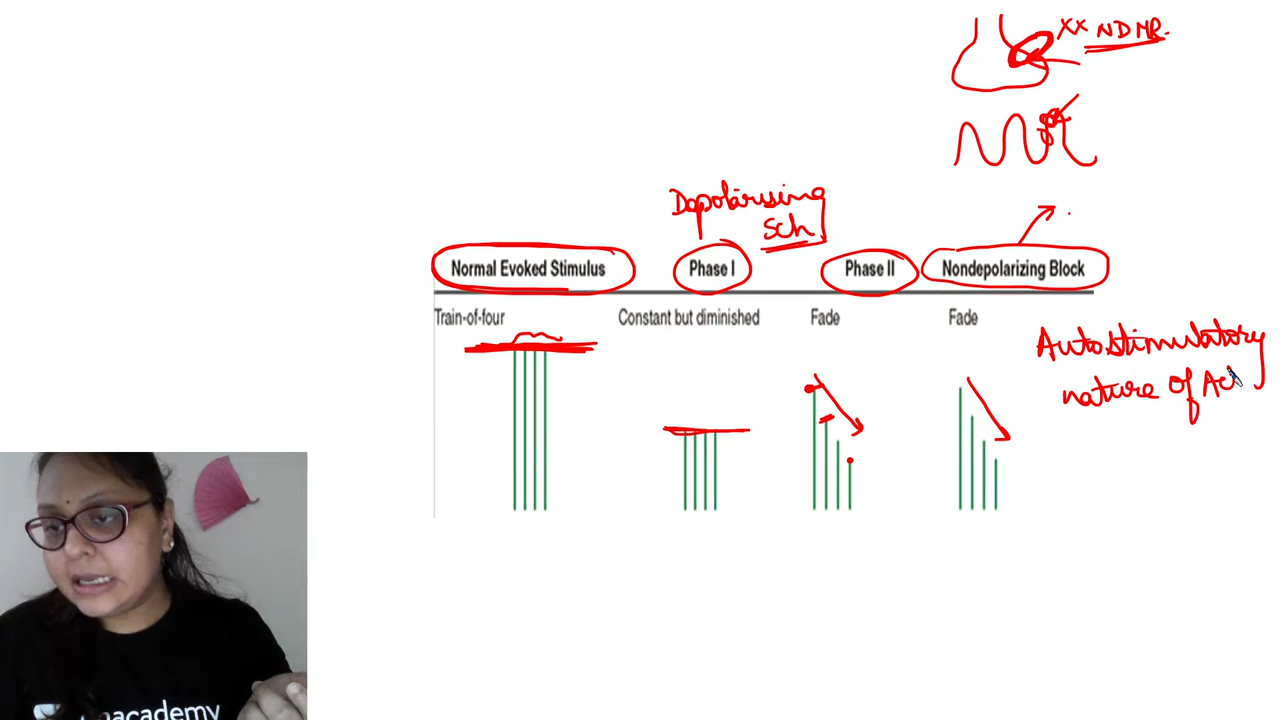 XX NDMR.
Depolarising
Sch
Normal Evoked Stimulus Phase I Phase II Nondepolarizing Block
Train-of-four Constant but diminished Fade Fade
Autostimulatory
nature of Ach
academy